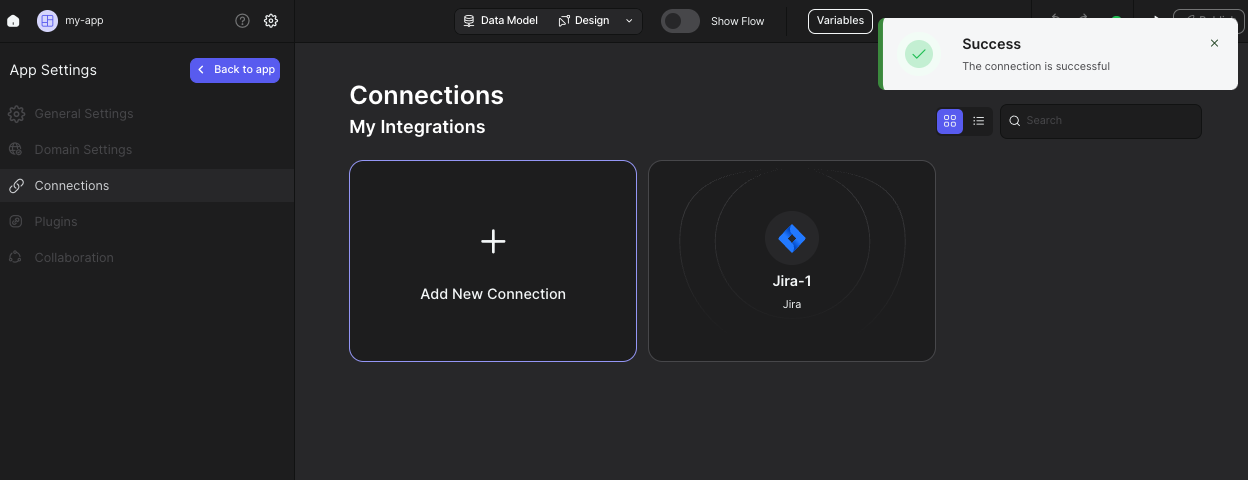 my-app
Data Model
Design
Show Flow
Variables
Success
The connection is successful
App Settings
Back to app
General Settings
Domain Settings
Connections
Plugins
Collaboration
Connections
My Integrations
Search
Add New Connection
Jira-1
Jira